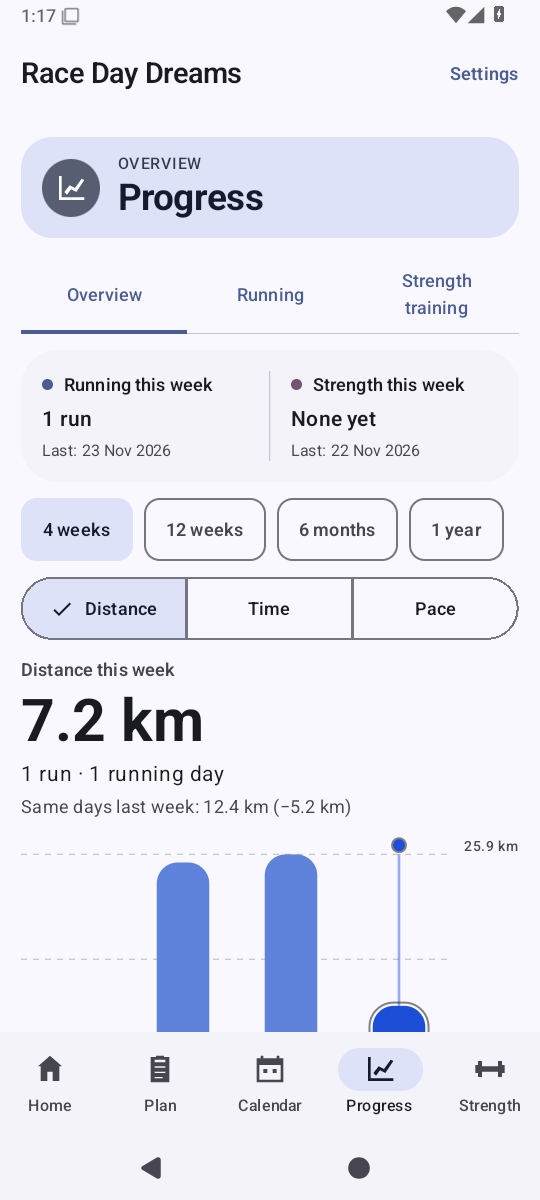 1:17
Race Day Dreams
Settings
OVERVIEW
Progress
Overview
Running
Strength
training
Running this week
1 run
Last: 23 Nov 2026
Strength this week
None yet
Last: 22 Nov 2026
4 weeks
12 weeks
6 months
1 year
Distance
Time
Pace
Distance this week
7.2 km
1 run · 1 running day
Same days last week: 12.4 km (−5.2 km)
25.9 km
Home
Plan
Calendar
Progress
Strength